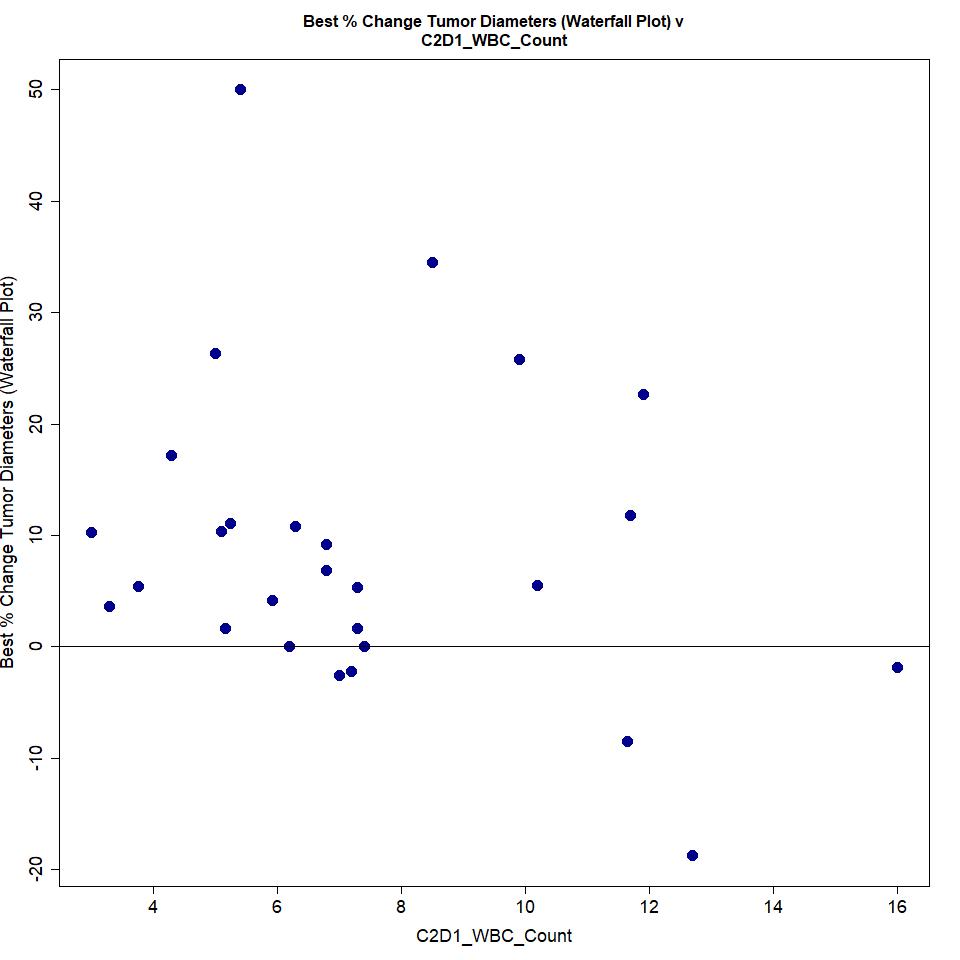 Best % Change Tumor Diameters (Waterfall Plot) v
C2D1_WBC_Count
Best % Change Tumor Diameters (Waterfall Plot)
50
40
30
20
10
0
-10
-20
4 6 8 10 12 14 16
C2D1_WBC_Count